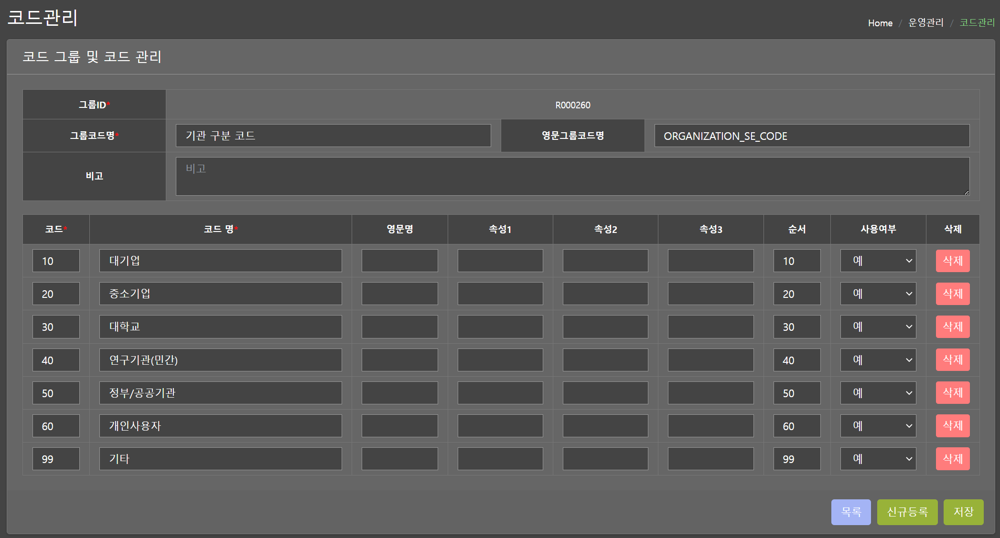 코드관리
Home / 운영관리 / 코드관리
코드 그룹 및 코드 관리
그룹ID* R000260
그룹코드명* 기관 구분 코드 영문그룹코드명 ORGANIZATION_SE_CODE
비고 비고
코드* 코드 명* 영문명 속성1 속성2 속성3 순서 사용여부 삭제
10 대기업 10 예 삭제
20 중소기업 20 예 삭제
30 대학교 30 예 삭제
40 연구기관(민간) 40 예 삭제
50 정부/공공기관 50 예 삭제
60 개인사용자 60 예 삭제
99 기타 99 예 삭제
목록 신규등록 저장